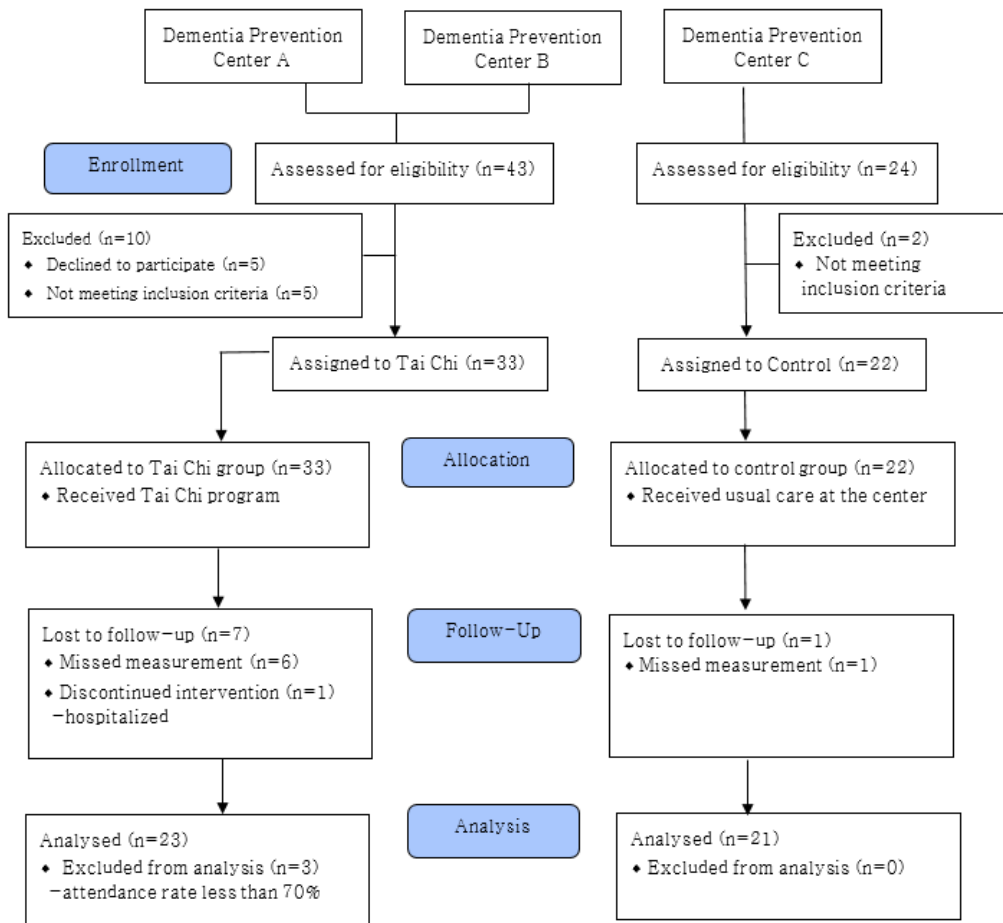 Dementia Prevention
Center A
Dementia Prevention
Center B
Dementia Prevention
Center C
Enrollment
Assessed for eligibility (n=43)
Assessed for eligibility (n=24)
Excluded (n=10)
◆ Declined to participate (n=5)
◆ Not meeting inclusion criteria (n=5)
Excluded (n=2)
◆ Not meeting
inclusion criteria
Assigned to Tai Chi (n=33)
Assigned to Control (n=22)
Allocated to Tai Chi group (n=33)
◆ Received Tai Chi program
Allocation
Allocated to control group (n=22)
◆ Received usual care at the center
Lost to follow-up (n=7)
◆ Missed measurement (n=6)
◆ Discontinued intervention (n=1)
-hospitalized
Follow-Up
Lost to follow-up (n=1)
◆ Missed measurement (n=1)
Analysed (n=23)
◆ Excluded from analysis (n=3)
-attendance rate less than 70%
Analysis
Analysed (n=21)
◆ Excluded from analysis (n=0)